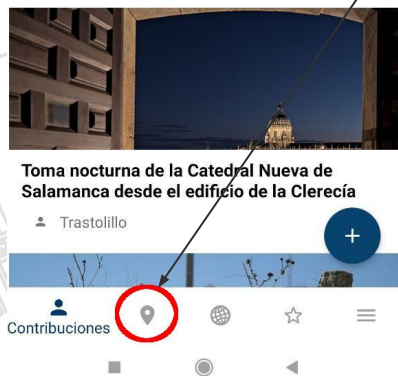 Toma nocturna de la Catedral Nueva de
Salamanca desde el edificio de la Clerecía
Trastolillo
Contribuciones